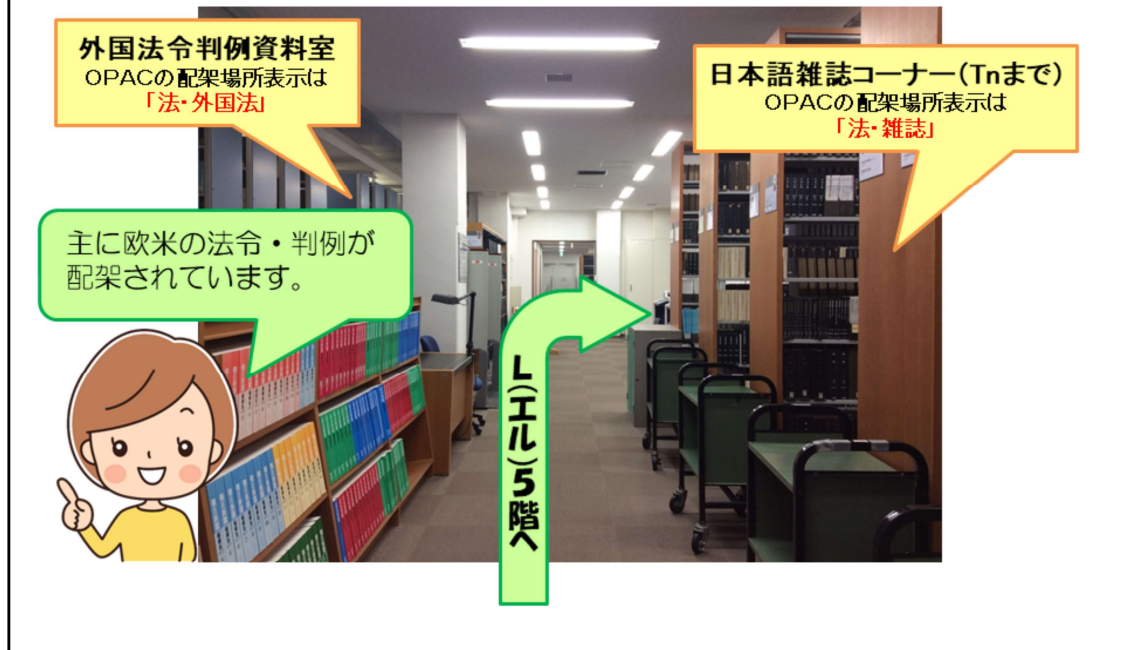 外国法令判例資料室
OPACの配架場所表示は
「法・外国法」
日本語雑誌コーナー(Tnまで)
OPACの配架場所表示は
「法・雑誌」
主に欧米の法令・判例が
配架されています。
L(エル)5階へ